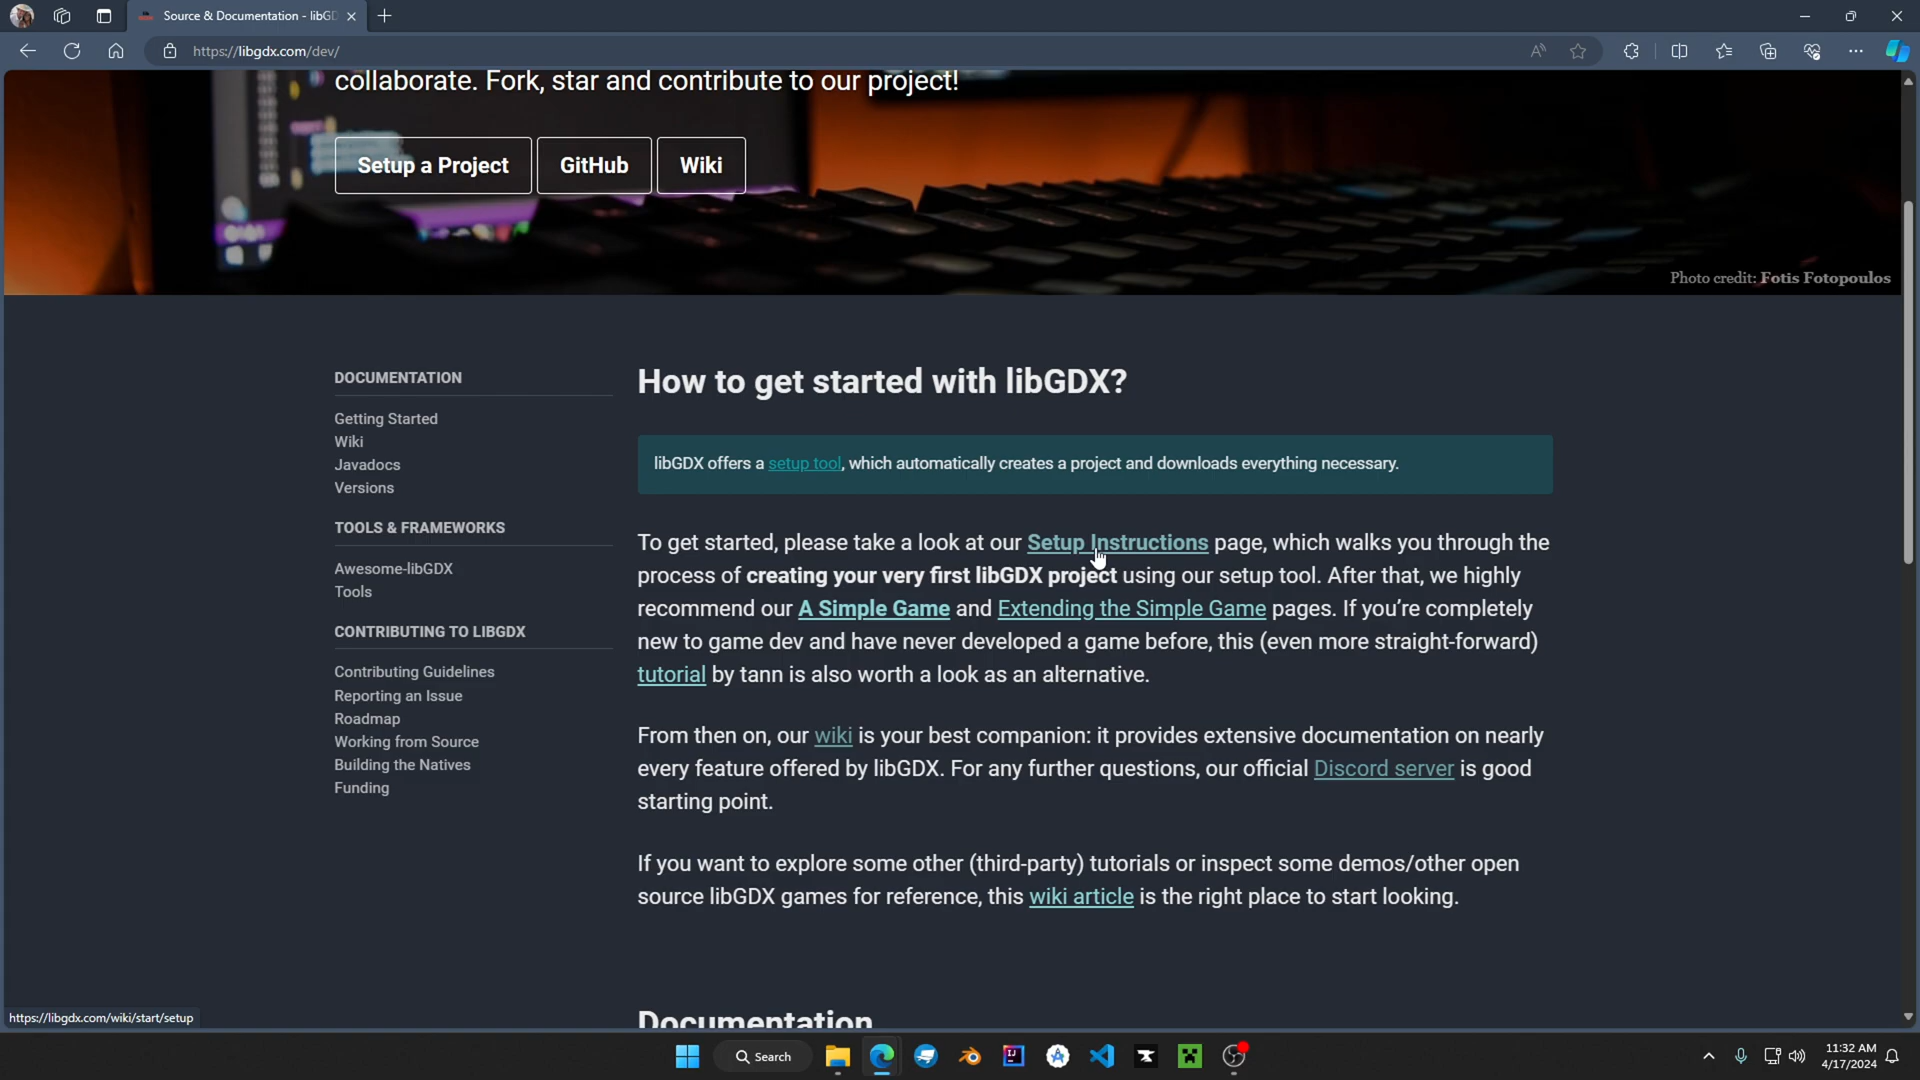 Source & Documentation - libGD
https://libgdx.com/dev/
collaborate. Fork, star and contribute to our project!
Setup a Project
GitHub
Wiki
Photo credit: Fotis Fotopoulos
DOCUMENTATION
Getting Started
Wiki
Javadocs
Versions
TOOLS & FRAMEWORKS
Awesome-libGDX
Tools
CONTRIBUTING TO LIBGDX
Contributing Guidelines
Reporting an Issue
Roadmap
Working from Source
Building the Natives
Funding
How to get started with libGDX?
libGDX offers a setup tool, which automatically creates a project and downloads everything necessary.
To get started, please take a look at our Setup Instructions page, which walks you through the
process of creating your very first libGDX project using our setup tool. After that, we highly
recommend our A Simple Game and Extending the Simple Game pages. If you’re completely
new to game dev and have never developed a game before, this (even more straight-forward)
tutorial by tann is also worth a look as an alternative.
From then on, our wiki is your best companion: it provides extensive documentation on nearly
every feature offered by libGDX. For any further questions, our official Discord server is good
starting point.
If you want to explore some other (third-party) tutorials or inspect some demos/other open
source libGDX games for reference, this wiki article is the right place to start looking.
Documentation
https://libgdx.com/wiki/start/setup
Search
11:32 AM
4/17/2024